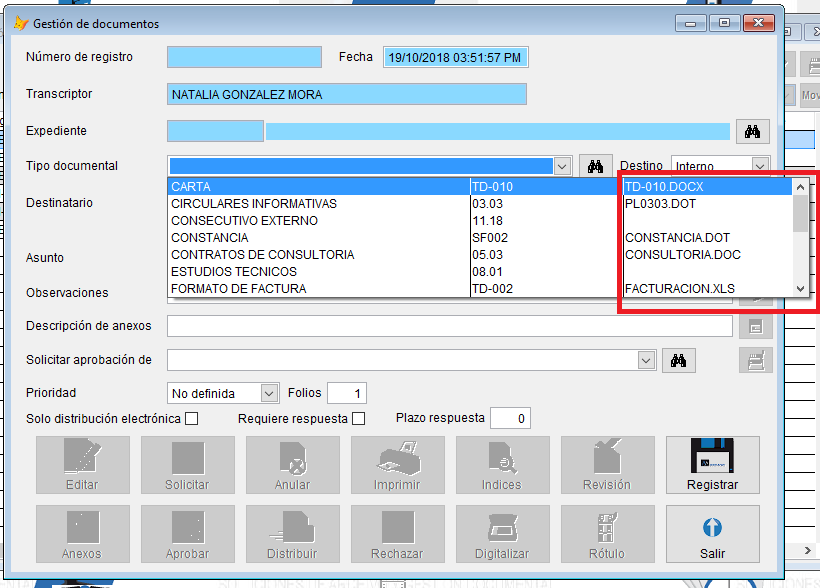 Gestión de documentos
Número de registro Fecha 19/10/2018 03:51:57 PM
Transcriptor NATALIA GONZALEZ MORA
Expediente
Tipo documental Destino Interno
CARTA TD-010 TD-010.DOCX
Destinatario
CIRCULARES INFORMATIVAS 03.03 PL0303.DOT
CONSECUTIVO EXTERNO 11.18
CONSTANCIA SF002 CONSTANCIA.DOT
Asunto
CONTRATOS DE CONSULTORIA 05.03 CONSULTORIA.DOC
ESTUDIOS TECNICOS 08.01
Observaciones
FORMATO DE FACTURA TD-002 FACTURACION.XLS
Descripción de anexos
Solicitar aprobación de
Prioridad No definida Folios 1
Solo distribución electrónica Requiere respuesta Plazo respuesta 0
Editar Solicitar Anular Imprimir Indices Revisión Registrar
Anexos Aprobar Distribuir Rechazar Digitalizar Rótulo Salir
Mov